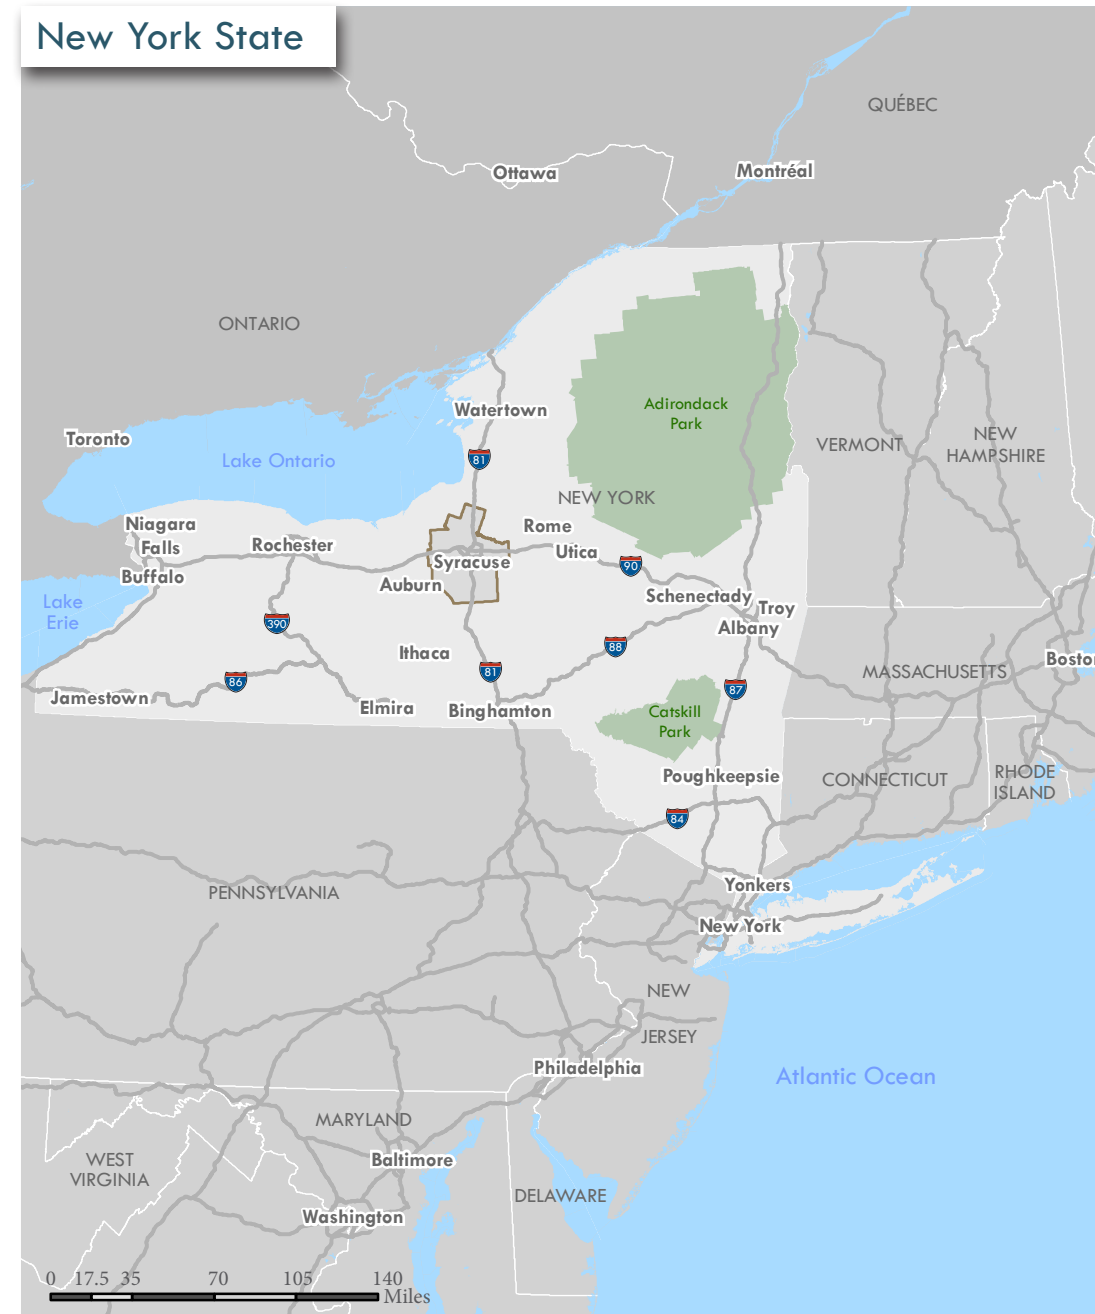 New York State
QUÉBEC
Ottawa
Montréal
ONTARIO
Adirondack
Park
Watertown
Toronto
VERMONT
NEW
HAMPSHIRE
Lake Ontario
81
NEW YORK
Niagara
Falls
Rochester
Rome
Utica
Syracuse
90
Buffalo
Auburn
Schenectady
Troy
Lake
Erie
390
Albany
88
Ithaca
Boston
81
MASSACHUSETTS
86
87
Jamestown
Elmira
Binghamton
Catskill
Park
Poughkeepsie
CONNECTICUT
RHODE
ISLAND
84
PENNSYLVANIA
Yonkers
New York
NEW
JERSEY
Philadelphia
Atlantic Ocean
MARYLAND
WEST
VIRGINIA
Baltimore
DELAWARE
Washington
0 17.5 35 70 105 140
Miles